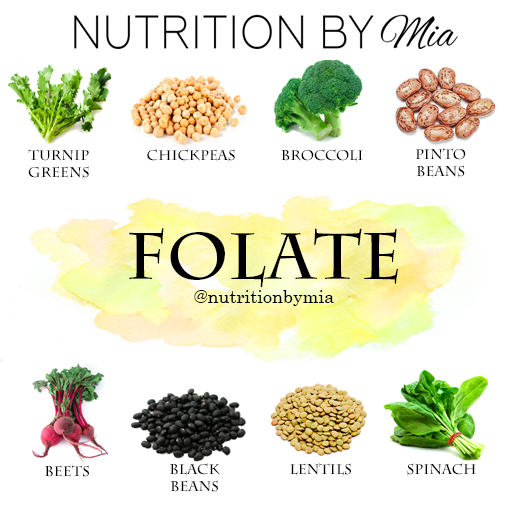 NUTRITION BY Mia
TURNIP
GREENS
CHICKPEAS
BROCCOLI
PINTO
BEANS
FOLATE
@nutritionbymia
BEETS
BLACK
BEANS
LENTILS
SPINACH